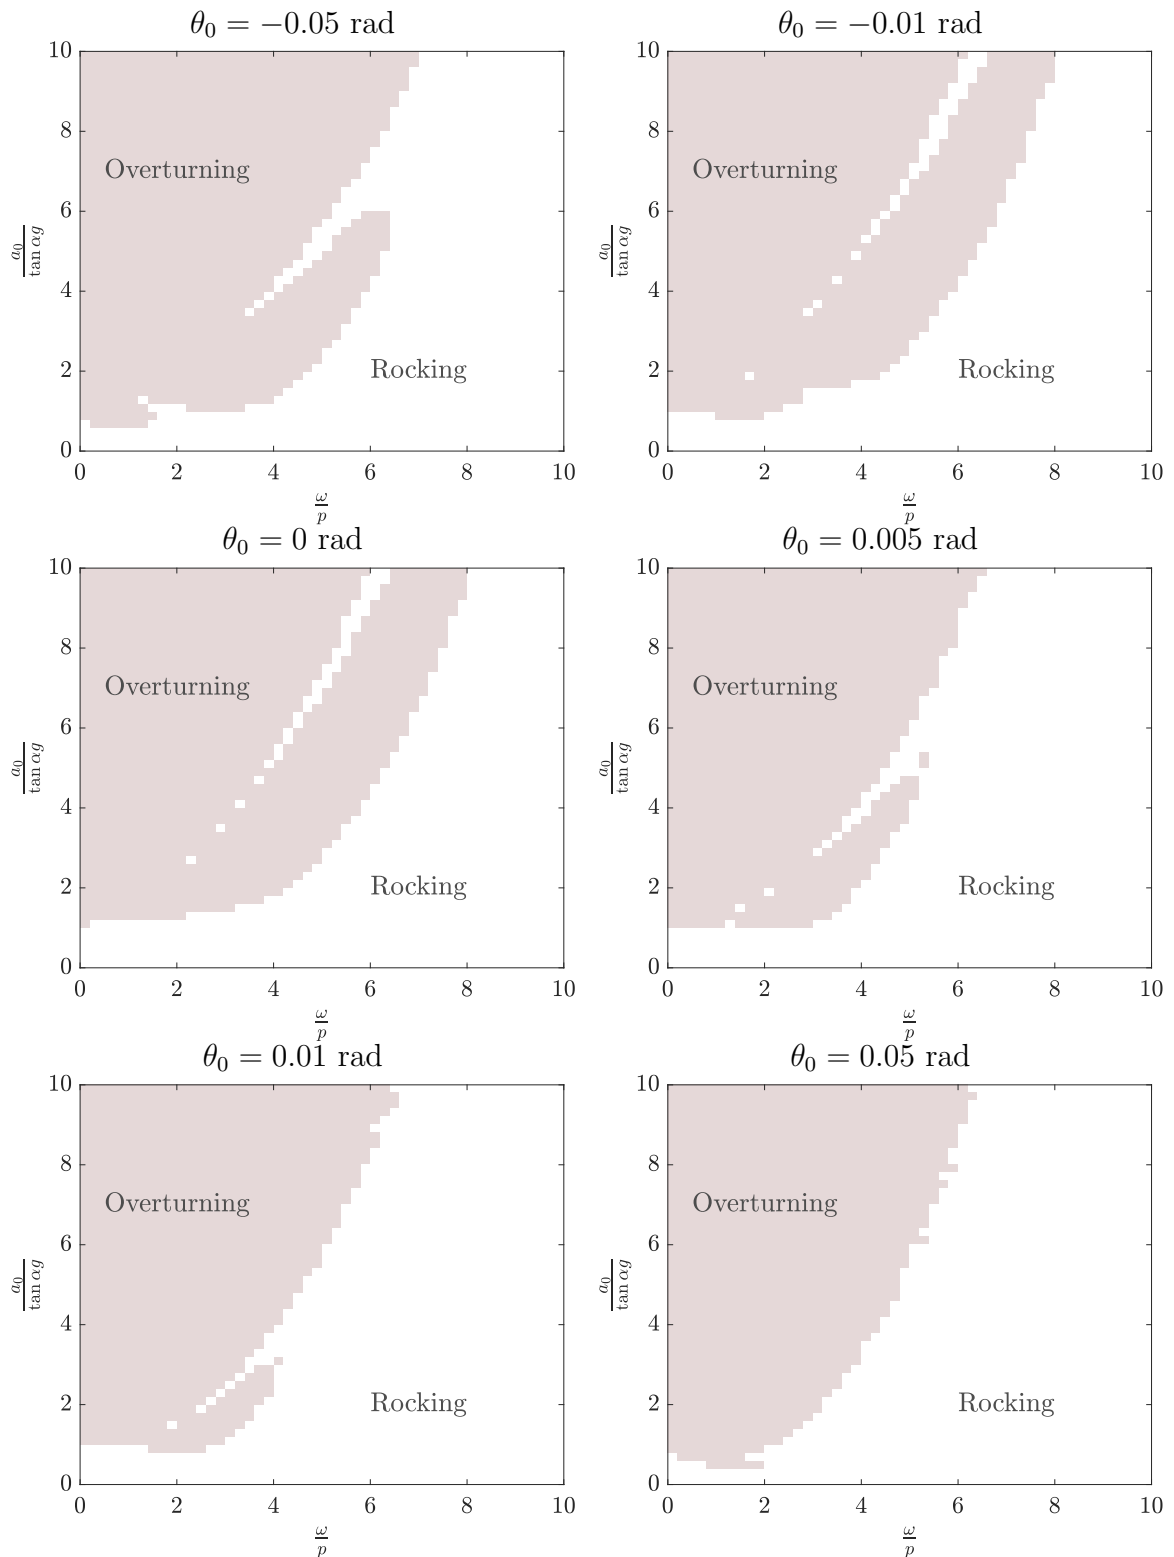 θ₀ = −0.05 rad
10
8
6
4
2
0
a₀ / tan αg
Overturning
Rocking
0 2 4 6 8 10
ω/p
θ₀ = −0.01 rad
10
8
6
4
2
0
a₀ / tan αg
Overturning
Rocking
0 2 4 6 8 10
ω/p
θ₀ = 0 rad
10
8
6
4
2
0
a₀ / tan αg
Overturning
Rocking
0 2 4 6 8 10
ω/p
θ₀ = 0.005 rad
10
8
6
4
2
0
a₀ / tan αg
Overturning
Rocking
0 2 4 6 8 10
ω/p
θ₀ = 0.01 rad
10
8
6
4
2
0
a₀ / tan αg
Overturning
Rocking
0 2 4 6 8 10
ω/p
θ₀ = 0.05 rad
10
8
6
4
2
0
a₀ / tan αg
Overturning
Rocking
0 2 4 6 8 10
ω/p